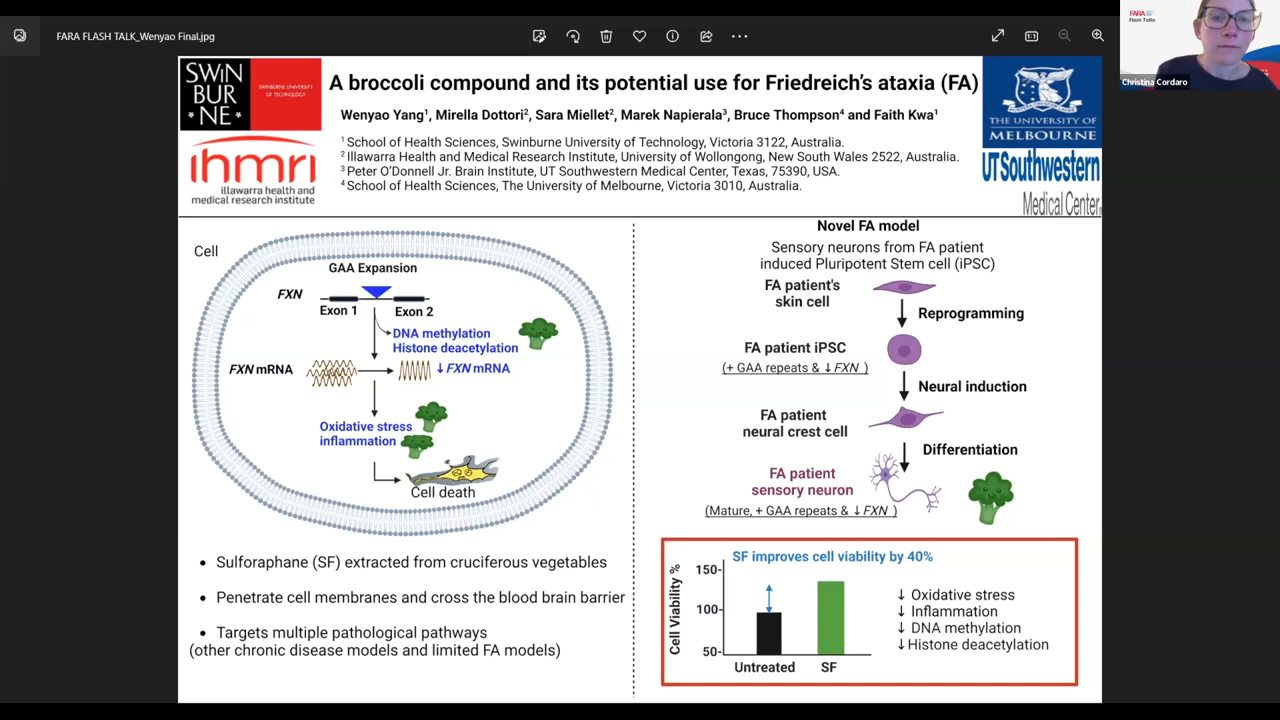 FARA FLASH TALK_Wenyao Final.jpg
FARA
Flash Talks
Christina Cordaro
SWIN
BUR
NE
SWINBURNE
UNIVERSITY OF
TECHNOLOGY
A broccoli compound and its potential use for Friedreich's ataxia (FA)
Wenyao Yang1, Mirella Dottori2, Sara Miellet2, Marek Napierala3, Bruce Thompson4 and Faith Kwa1
1 School of Health Sciences, Swinburne University of Technology, Victoria 3122, Australia.
2 Illawarra Health and Medical Research Institute, University of Wollongong, New South Wales 2522, Australia.
3 Peter O'Donnell Jr. Brain Institute, UT Southwestern Medical Center, Texas, 75390, USA.
4 School of Health Sciences, The University of Melbourne, Victoria 3010, Australia.
ihmri
illawarra health and
medical research institute
THE UNIVERSITY OF
MELBOURNE
UTSouthwestern
Medical Center
Cell
GAA Expansion
FXN
Exon 1
Exon 2
DNA methylation
Histone deacetylation
FXN mRNA
↓FXN mRNA
Oxidative stress
inflammation
Cell death
• Sulforaphane (SF) extracted from cruciferous vegetables
• Penetrate cell membranes and cross the blood brain barrier
• Targets multiple pathological pathways
(other chronic disease models and limited FA models)
Novel FA model
Sensory neurons from FA patient
induced Pluripotent Stem cell (iPSC)
FA patient's
skin cell
Reprogramming
FA patient iPSC
(+ GAA repeats & ↓FXN )
Neural induction
FA patient
neural crest cell
Differentiation
FA patient
sensory neuron
(Mature, + GAA repeats & ↓FXN )
SF improves cell viability by 40%
Cell Viability %
150-
100-
50-
Untreated
SF
↓ Oxidative stress
↓ Inflammation
↓ DNA methylation
↓Histone deacetylation